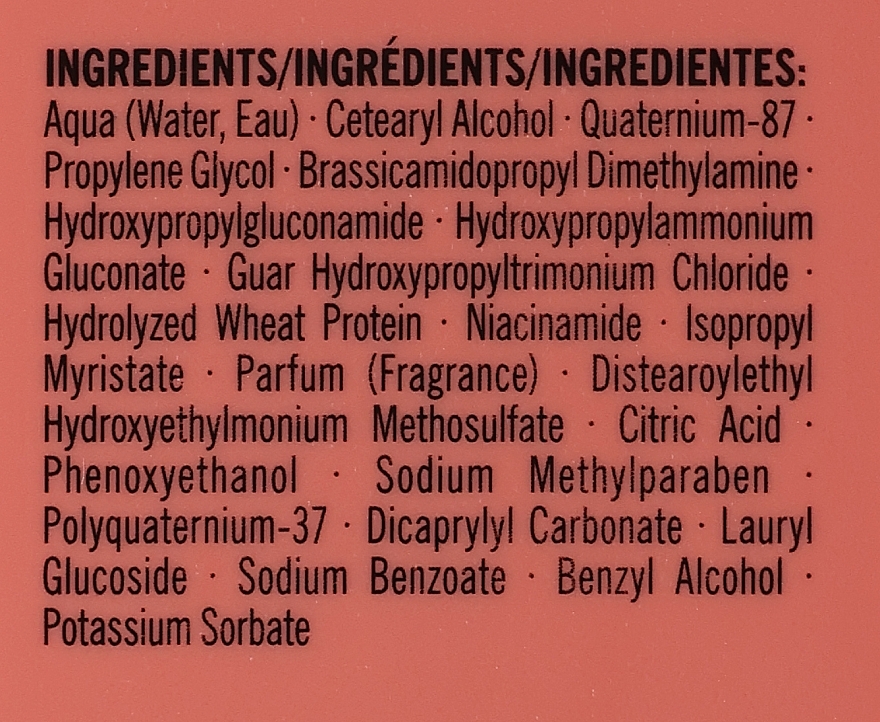 INGREDIENTS/INGRÉDIENTS/INGREDIENTES:
Aqua (Water, Eau) · Cetearyl Alcohol · Quaternium-87 ·
Propylene Glycol · Brassicamidopropyl Dimethylamine ·
Hydroxypropylgluconamide · Hydroxypropylammonium
Gluconate · Guar Hydroxypropyltrimonium Chloride ·
Hydrolyzed Wheat Protein · Niacinamide · Isopropyl
Myristate · Parfum (Fragrance) · Distearoylethyl
Hydroxyethylmonium Methosulfate · Citric Acid ·
Phenoxyethanol · Sodium Methylparaben ·
Polyquaternium-37 · Dicaprylyl Carbonate · Lauryl
Glucoside · Sodium Benzoate · Benzyl Alcohol ·
Potassium Sorbate